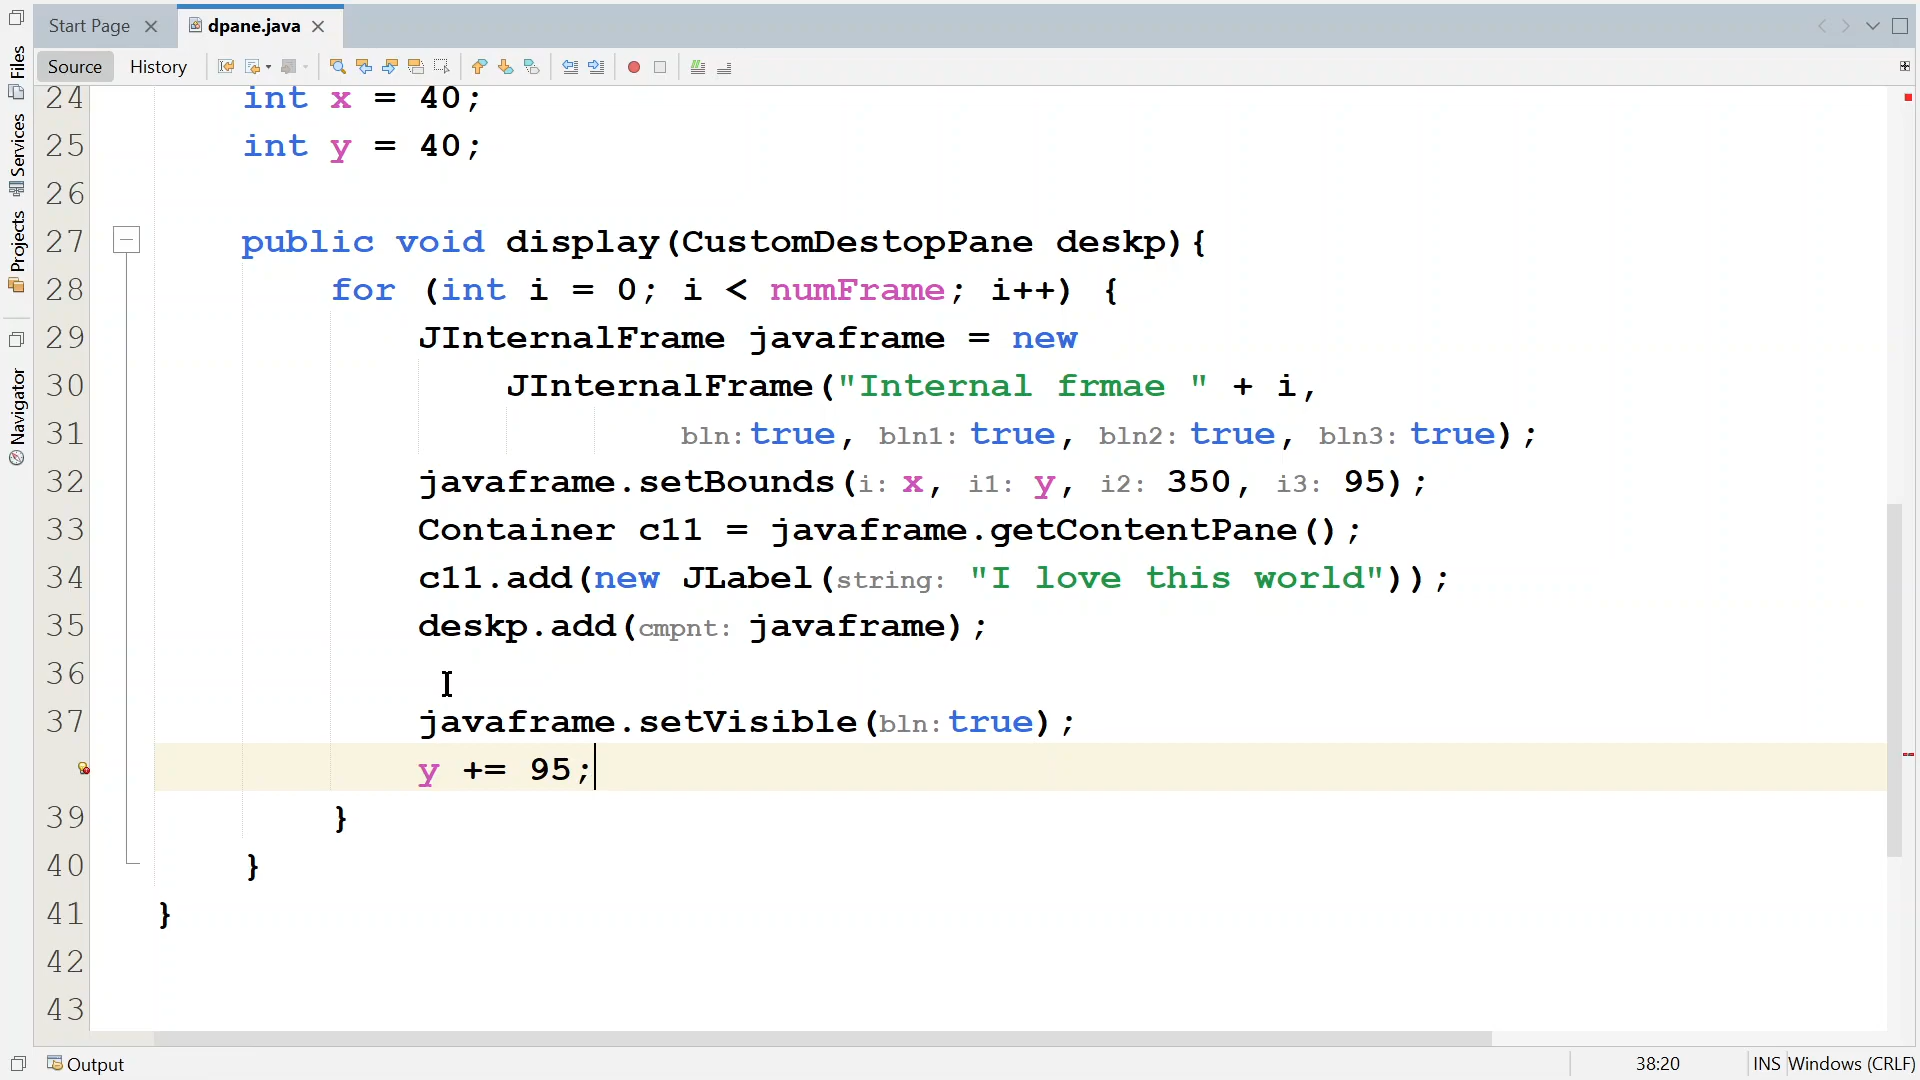 Start Page
dpane.java
Source
History
Files
Services
Projects
Navigator
24 int x = 40;
25 int y = 40;
26
27 public void display(CustomDestopPane deskp){
28 for (int i = 0; i < numFrame; i++) {
29 JInternalFrame javaframe = new
30 JInternalFrame("Internal frmae " + i,
31 bln: true, bln1: true, bln2: true, bln3: true);
32 javaframe.setBounds(i: x, i1: y, i2: 350, i3: 95);
33 Container c11 = javaframe.getContentPane();
34 c11.add(new JLabel(string: "I love this world"));
35 deskp.add(cmpnt: javaframe);
36
37 javaframe.setVisible(bln: true);
y += 95;
39 }
40 }
41 }
42
43
Output
38:20
INS
Windows (CRLF)